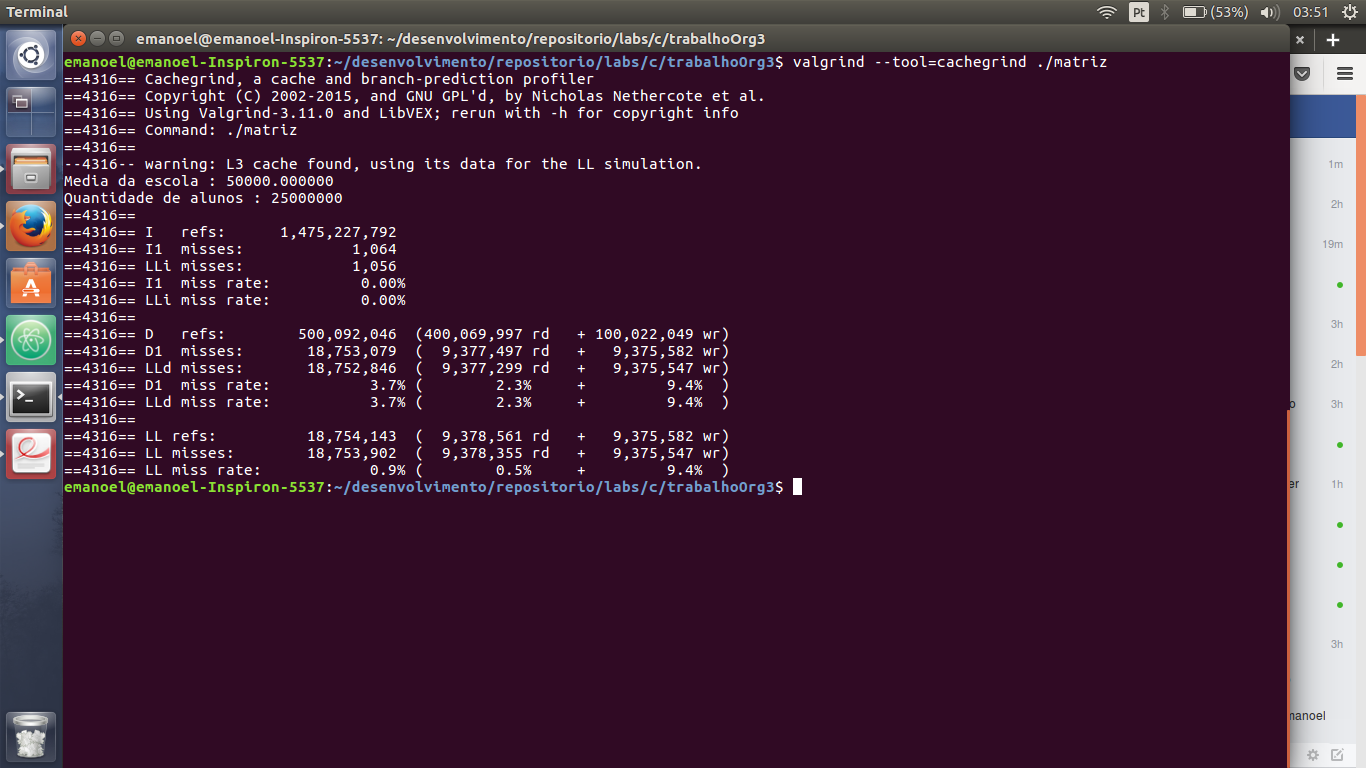 Terminal
Pt
(53%)
03:51
emanoel@emanoel-Inspiron-5537: ~/desenvolvimento/repositorio/labs/c/trabalhoOrg3
emanoel@emanoel-Inspiron-5537:~/desenvolvimento/repositorio/labs/c/trabalhoOrg3$ valgrind --tool=cachegrind ./matriz
==4316== Cachegrind, a cache and branch-prediction profiler
==4316== Copyright (C) 2002-2015, and GNU GPL'd, by Nicholas Nethercote et al.
==4316== Using Valgrind-3.11.0 and LibVEX; rerun with -h for copyright info
==4316== Command: ./matriz
==4316==
--4316-- warning: L3 cache found, using its data for the LL simulation.
Media da escola : 50000.000000
Quantidade de alunos : 25000000
==4316==
==4316== I   refs:      1,475,227,792
==4316== I1  misses:            1,064
==4316== LLi misses:            1,056
==4316== I1  miss rate:          0.00%
==4316== LLi miss rate:          0.00%
==4316==
==4316== D   refs:        500,092,046  (400,069,997 rd   + 100,022,049 wr)
==4316== D1  misses:       18,753,079  (  9,377,497 rd   +   9,375,582 wr)
==4316== LLd misses:       18,752,846  (  9,377,299 rd   +   9,375,547 wr)
==4316== D1  miss rate:           3.7% (        2.3%     +         9.4%  )
==4316== LLd miss rate:           3.7% (        2.3%     +         9.4%  )
==4316==
==4316== LL refs:          18,754,143  (  9,378,561 rd   +   9,375,582 wr)
==4316== LL misses:        18,753,902  (  9,378,355 rd   +   9,375,547 wr)
==4316== LL miss rate:            0.9% (        0.5%     +         9.4%  )
emanoel@emanoel-Inspiron-5537:~/desenvolvimento/repositorio/labs/c/trabalhoOrg3$
1m
2h
19m
3h
2h
3h
er 1h
3h
manoel